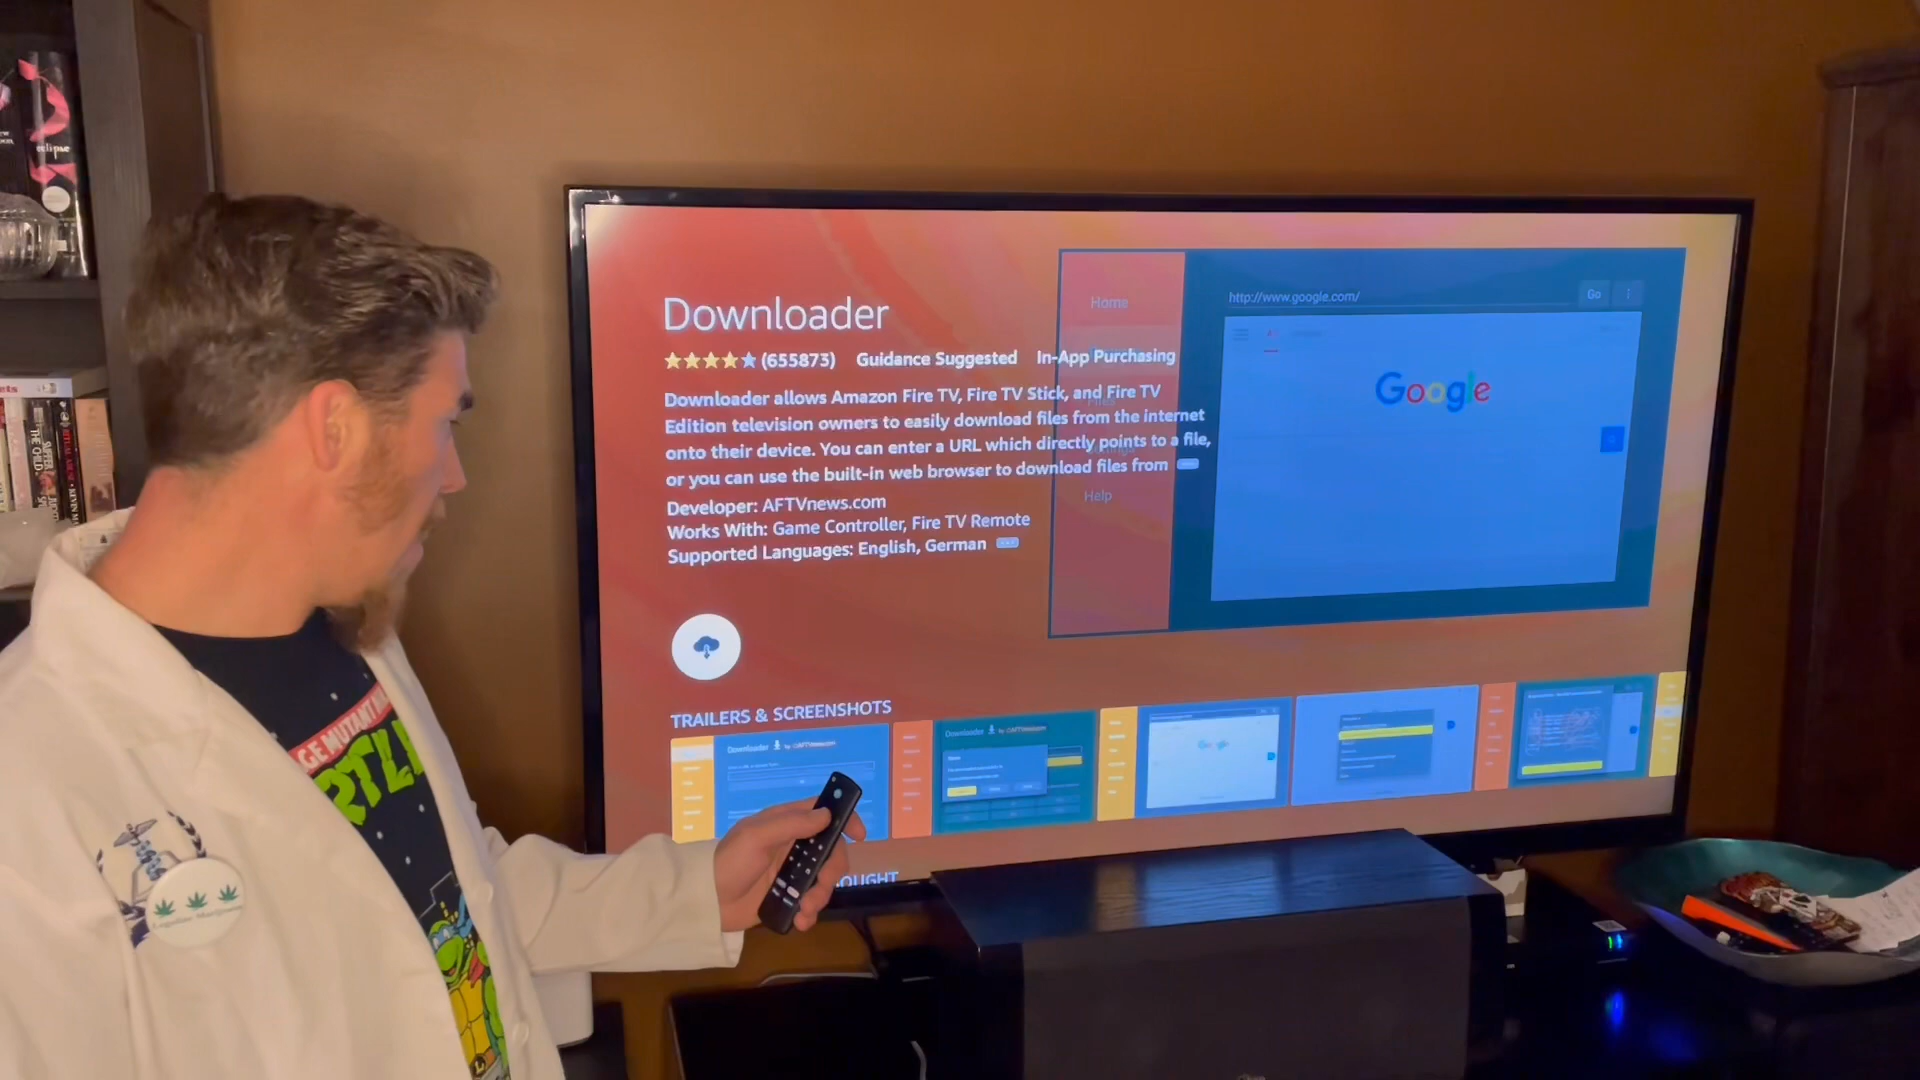 Downloader
(655873) Guidance Suggested In-App Purchasing
Downloader allows Amazon Fire TV, Fire TV Stick, and Fire TV
Edition television owners to easily download files from the internet
onto their device. You can enter a URL which directly points to a file,
or you can use the built-in web browser to download files from
Developer: AFTVnews.com
Works With: Game Controller, Fire TV Remote
Supported Languages: English, German
Home
Help
http://www.google.com/
Go
Google
TRAILERS & SCREENSHOTS
Downloader
Downloader
OUGHT
eclipse
GE MUTANT
RTLE